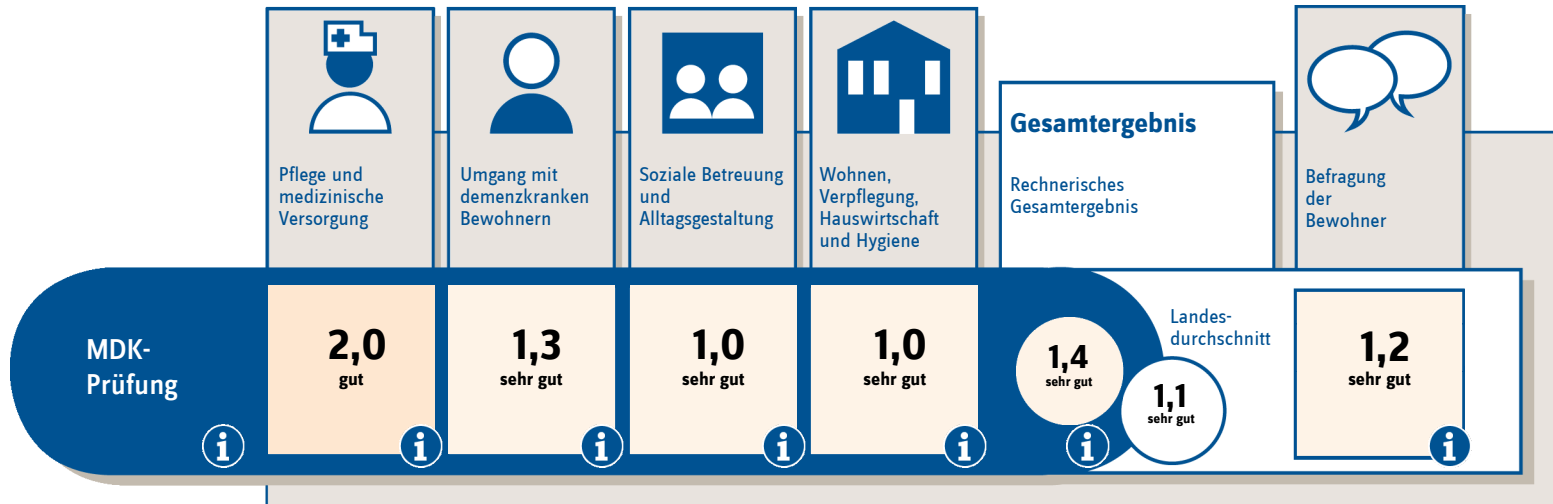 Pflege und
medizinische
Versorgung
Umgang mit
demenzkranken
Bewohnern
Soziale Betreuung
und
Alltagsgestaltung
Wohnen,
Verpflegung,
Hauswirtschaft
und Hygiene
Gesamtergebnis
Rechnerisches
Gesamtergebnis
Befragung
der
Bewohner
MDK-
Prüfung
i
2,0
gut
i
1,3
sehr gut
i
1,0
sehr gut
i
1,0
sehr gut
i
1,4
sehr gut
i
Landes-
durchschnitt
1,1
sehr gut
1,2
sehr gut
i